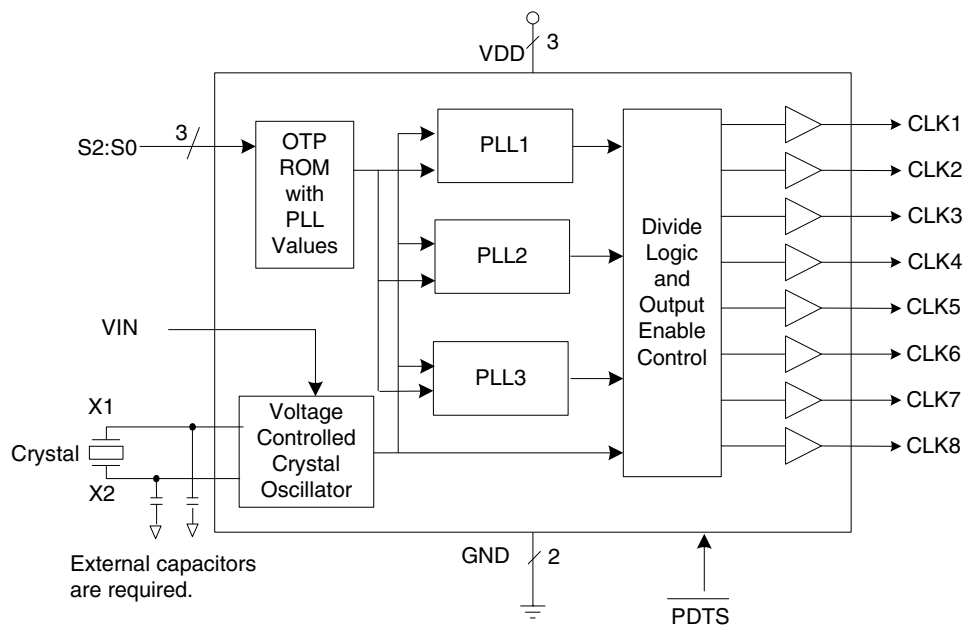 VDD
3
S2:S0
3
OTP
ROM
with
PLL
Values
PLL1
PLL2
PLL3
Divide
Logic
and
Output
Enable
Control
CLK1
CLK2
CLK3
CLK4
CLK5
CLK6
CLK7
CLK8
VIN
X1
Crystal
X2
Voltage
Controlled
Crystal
Oscillator
External capacitors
are required.
GND
2
PDTS